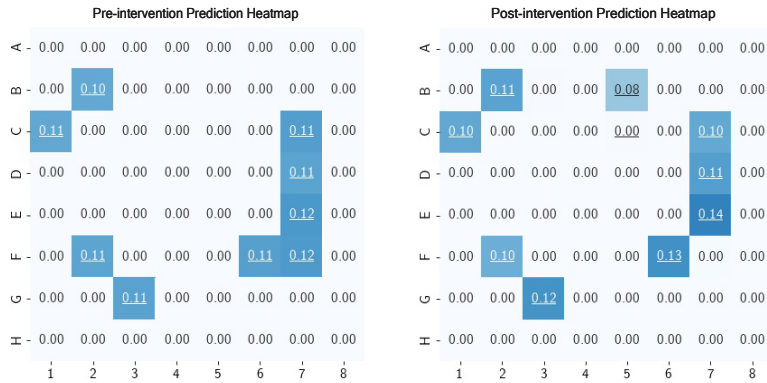 Pre-intervention Prediction Heatmap
A 0.00 0.00 0.00 0.00 0.00 0.00 0.00 0.00
B 0.00 0.10 0.00 0.00 0.00 0.00 0.00 0.00
C 0.11 0.00 0.00 0.00 0.00 0.00 0.11 0.00
D 0.00 0.00 0.00 0.00 0.00 0.00 0.11 0.00
E 0.00 0.00 0.00 0.00 0.00 0.00 0.12 0.00
F 0.00 0.11 0.00 0.00 0.00 0.11 0.12 0.00
G 0.00 0.00 0.11 0.00 0.00 0.00 0.00 0.00
H 0.00 0.00 0.00 0.00 0.00 0.00 0.00 0.00
1 2 3 4 5 6 7 8
Post-intervention Prediction Heatmap
A 0.00 0.00 0.00 0.00 0.00 0.00 0.00 0.00
B 0.00 0.11 0.00 0.00 0.08 0.00 0.00 0.00
C 0.10 0.00 0.00 0.00 0.00 0.00 0.10 0.00
D 0.00 0.00 0.00 0.00 0.00 0.00 0.11 0.00
E 0.00 0.00 0.00 0.00 0.00 0.00 0.14 0.00
F 0.00 0.10 0.00 0.00 0.00 0.13 0.00 0.00
G 0.00 0.00 0.12 0.00 0.00 0.00 0.00 0.00
H 0.00 0.00 0.00 0.00 0.00 0.00 0.00 0.00
1 2 3 4 5 6 7 8